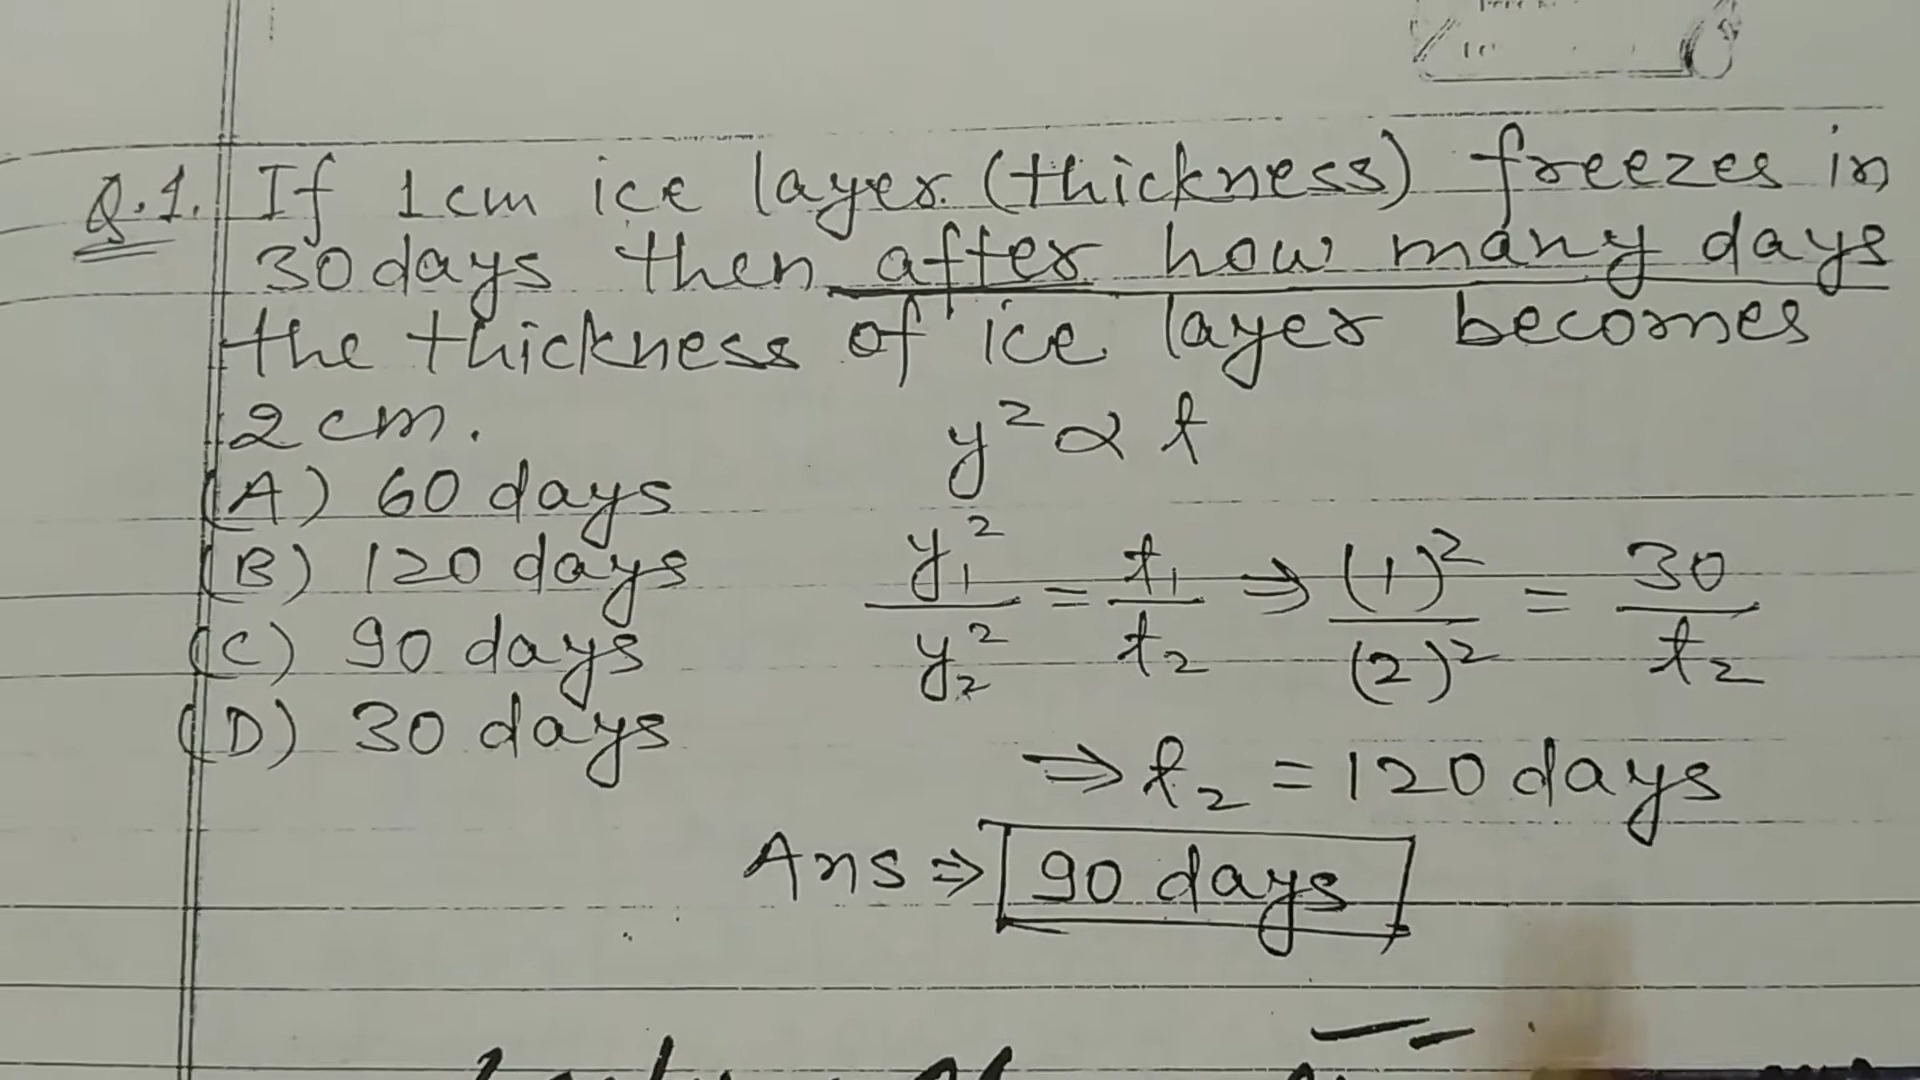 Q.1. If 1cm ice layer (thickness) freezes in
30 days then after how many days
the thickness of ice layer becomes
2 cm.
y² ∝ t
(A) 60 days
(B) 120 days
(C) 90 days
(D) 30 days
y₁²/y₂² = t₁/t₂ ⇒ (1)²/(2)² = 30/t₂
⇒ t₂ = 120 days
Ans ⇒ 90 days